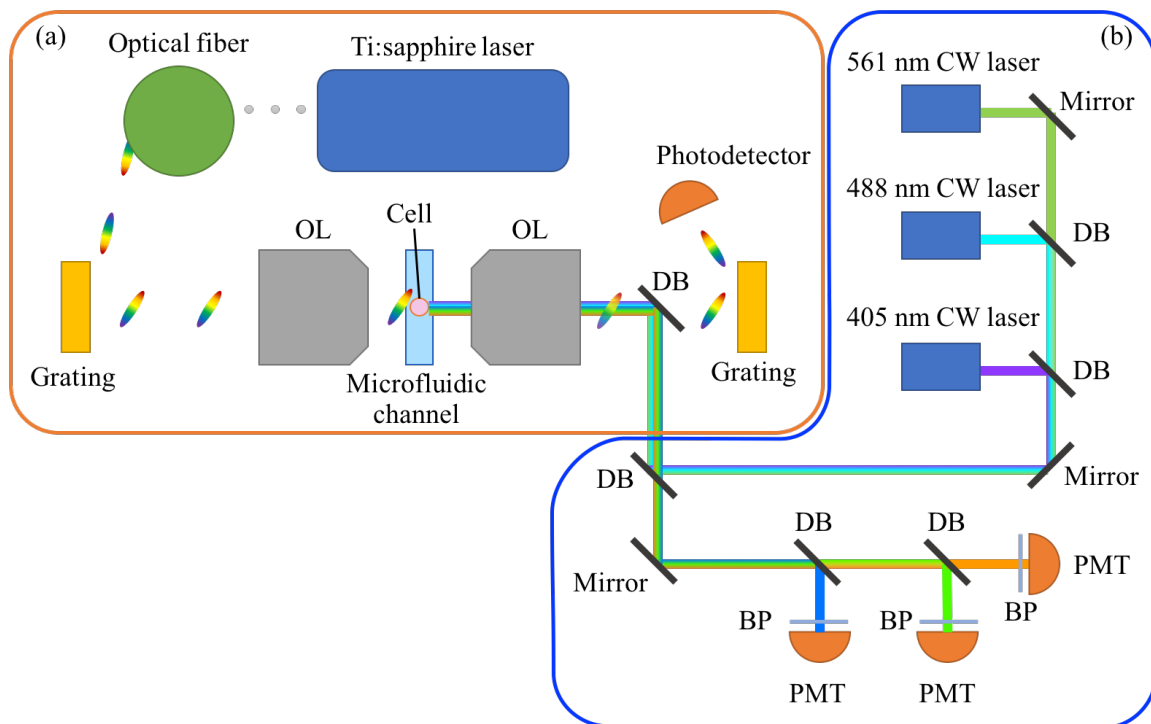 (a)
Optical fiber
Ti:sapphire laser
Photodetector
Cell
OL
OL
DB
Grating
Microfluidic
channel
Grating
(b)
561 nm CW laser
Mirror
488 nm CW laser
DB
405 nm CW laser
DB
Mirror
DB
Mirror
DB
DB
PMT
BP
BP
BP
PMT
PMT